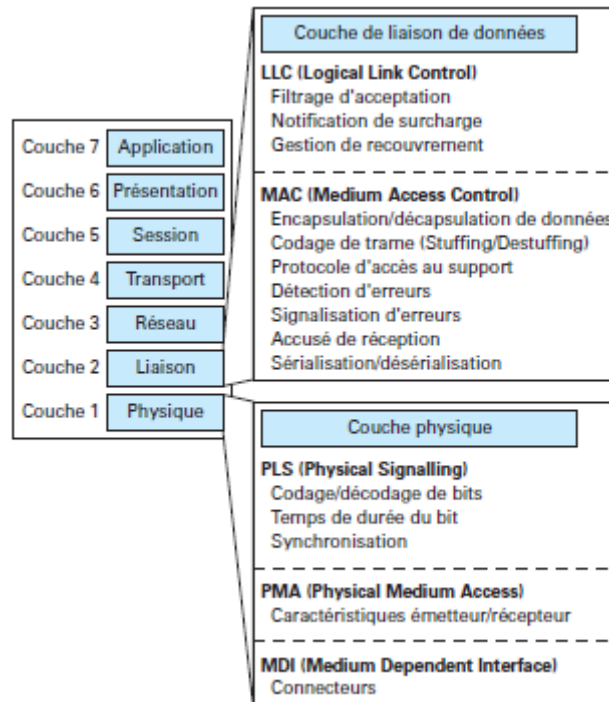 Couche de liaison de données
LLC (Logical Link Control)
Filtrage d'acceptation
Notification de surcharge
Gestion de recouvrement
MAC (Medium Access Control)
Encapsulation/décapsulation de données
Codage de trame (Stuffing/Destuffing)
Protocole d'accès au support
Détection d'erreurs
Signalisation d'erreurs
Accusé de réception
Sérialisation/désérialisation
Couche 7 Application
Couche 6 Présentation
Couche 5 Session
Couche 4 Transport
Couche 3 Réseau
Couche 2 Liaison
Couche 1 Physique
Couche physique
PLS (Physical Signalling)
Codage/décodage de bits
Temps de durée du bit
Synchronisation
PMA (Physical Medium Access)
Caractéristiques émetteur/récepteur
MDI (Medium Dependent Interface)
Connecteurs